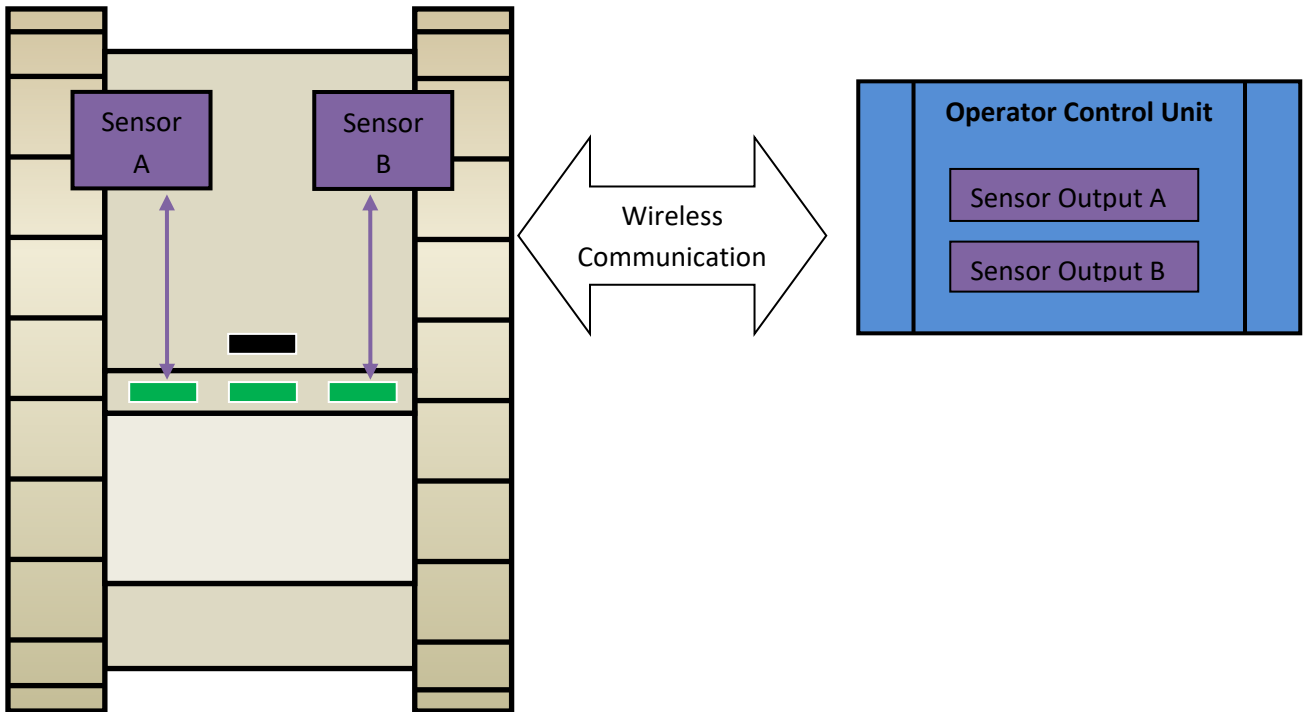 Sensor
A
Sensor
B
Wireless
Communication
Operator Control Unit
Sensor Output A
Sensor Output B